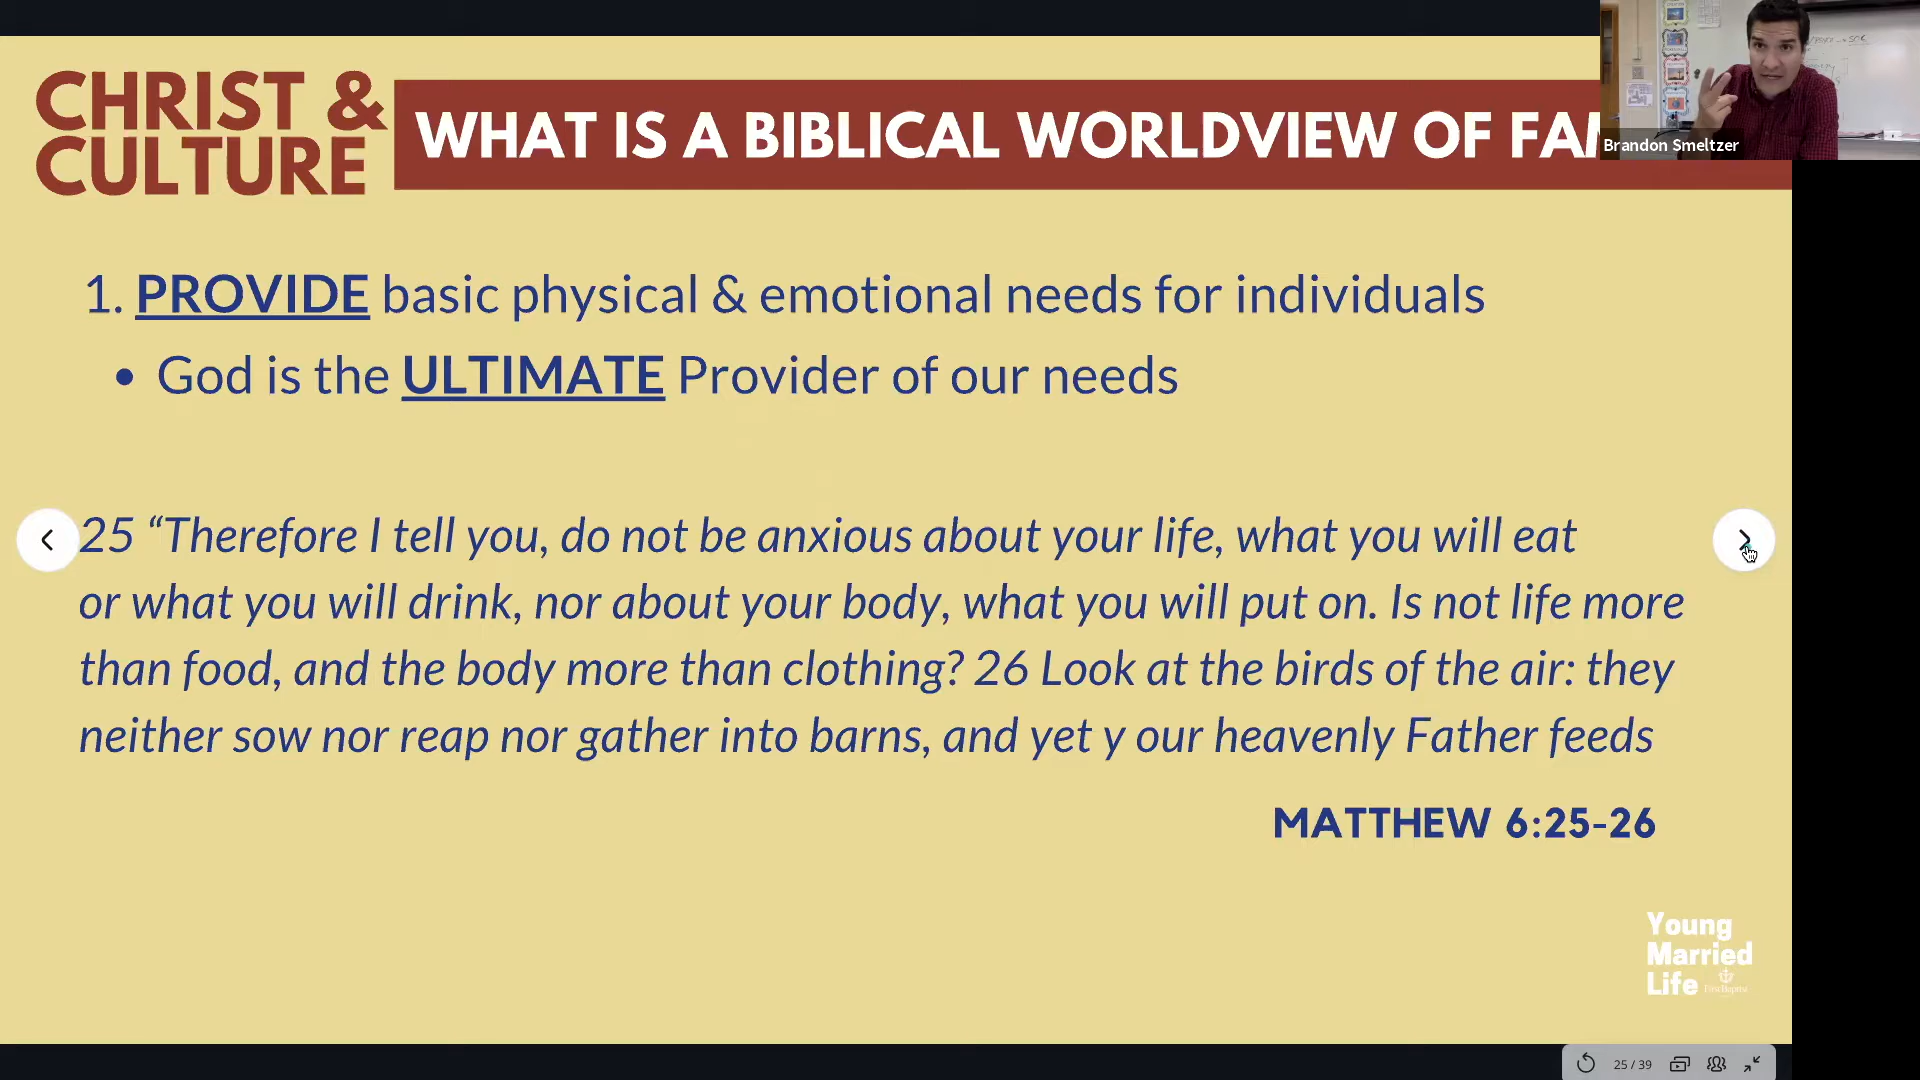 CHRIST &
CULTURE
WHAT IS A BIBLICAL WORLDVIEW OF FAM
Brandon Smeltzer
1. PROVIDE basic physical & emotional needs for individuals
• God is the ULTIMATE Provider of our needs
25 “Therefore I tell you, do not be anxious about your life, what you will eat
or what you will drink, nor about your body, what you will put on. Is not life more
than food, and the body more than clothing? 26 Look at the birds of the air: they
neither sow nor reap nor gather into barns, and yet y our heavenly Father feeds
MATTHEW 6:25-26
Young
Married
Life
First Baptist
25 / 39